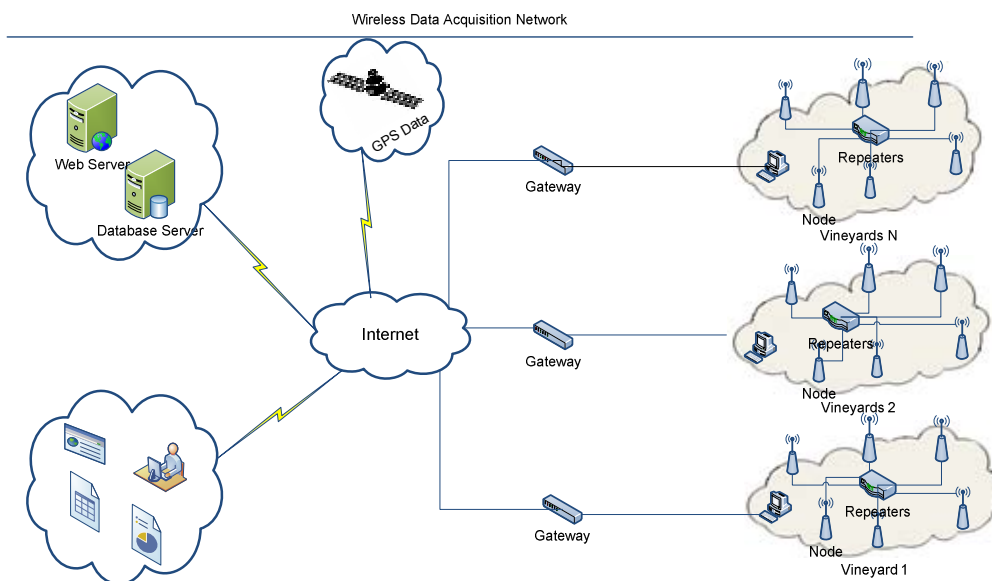 Wireless Data Acquisition Network
Web Server
Database Server
GPS Data
Internet
Gateway
Repeaters
Node
Vineyards N
Gateway
Repeaters
Node
Vineyards 2
Gateway
Repeaters
Node
Vineyard 1